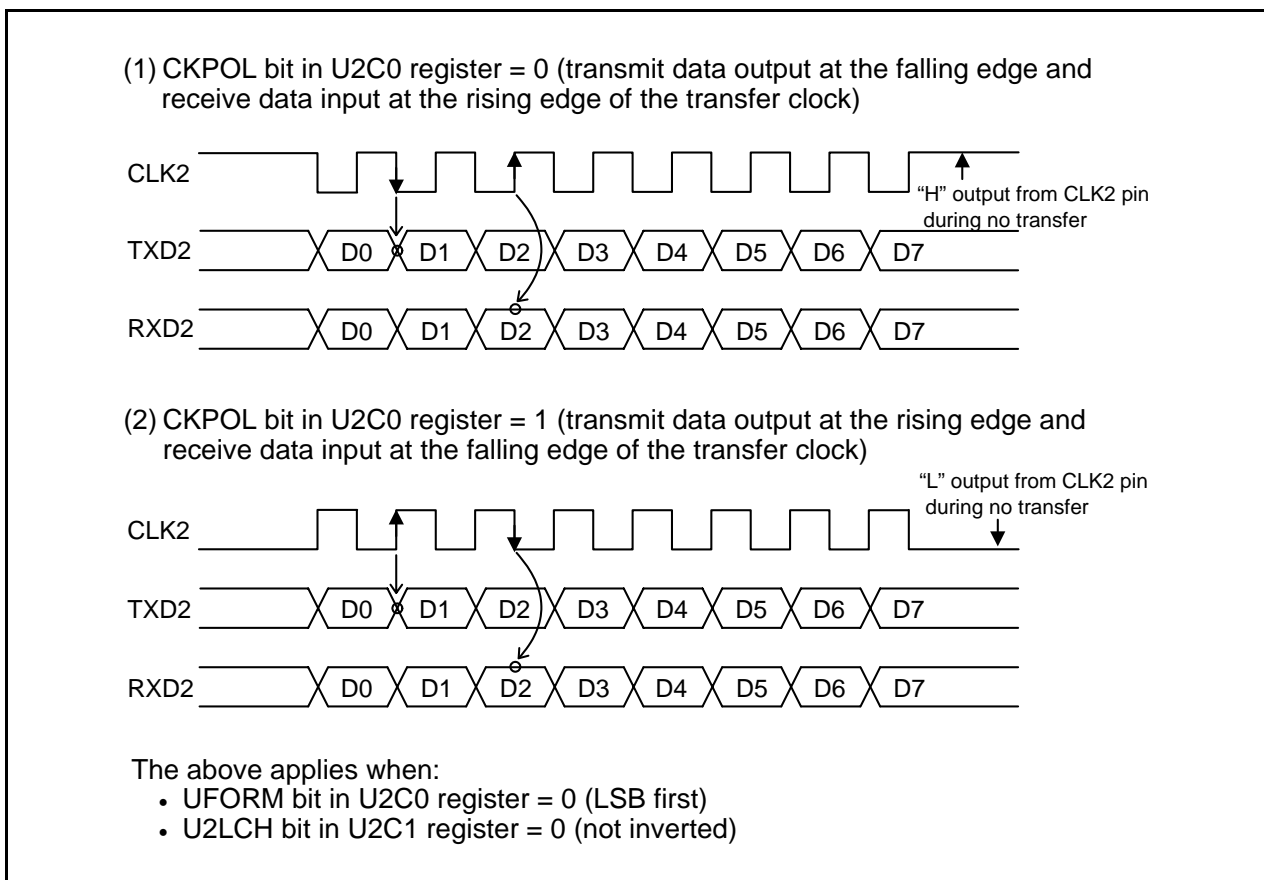 (1) CKPOL bit in U2C0 register = 0 (transmit data output at the falling edge and
receive data input at the rising edge of the transfer clock)
CLK2
“H” output from CLK2 pin
during no transfer
TXD2 D0 D1 D2 D3 D4 D5 D6 D7
RXD2 D0 D1 D2 D3 D4 D5 D6 D7
(2) CKPOL bit in U2C0 register = 1 (transmit data output at the rising edge and
receive data input at the falling edge of the transfer clock)
“L” output from CLK2 pin
during no transfer
CLK2
TXD2 D0 D1 D2 D3 D4 D5 D6 D7
RXD2 D0 D1 D2 D3 D4 D5 D6 D7
The above applies when:
• UFORM bit in U2C0 register = 0 (LSB first)
• U2LCH bit in U2C1 register = 0 (not inverted)